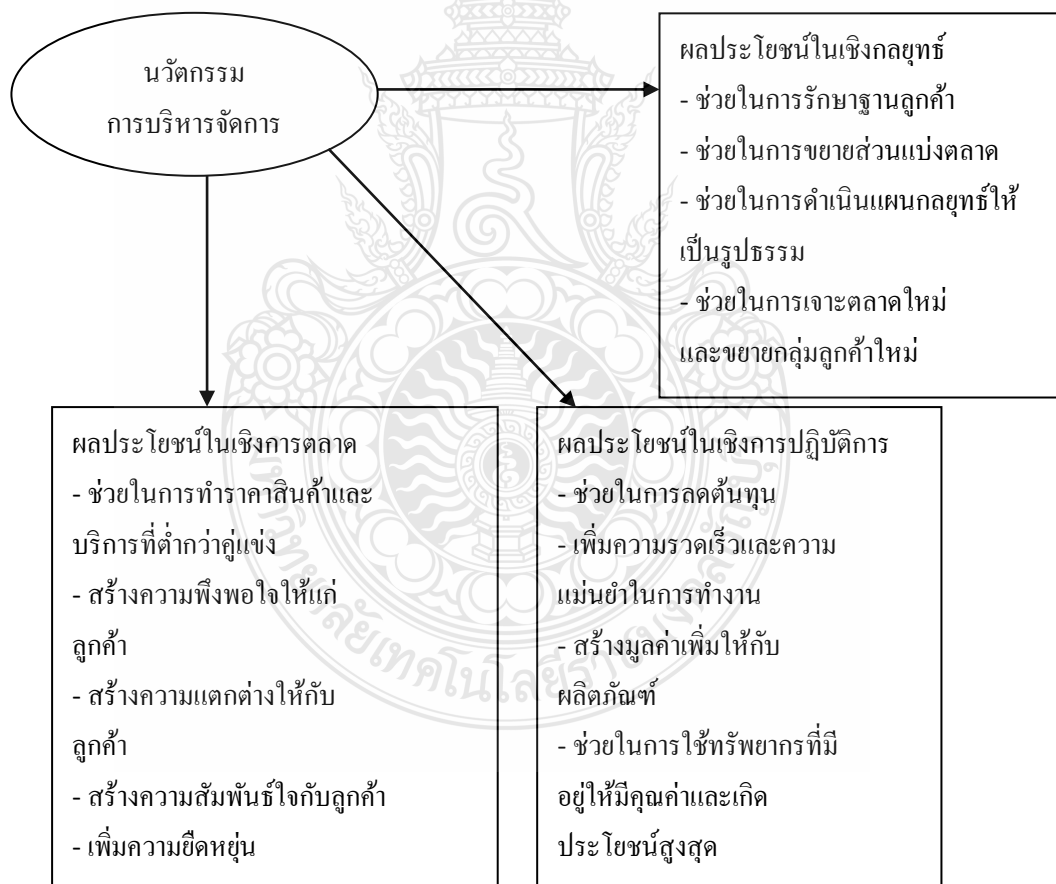 นวัตกรรม
การบริหารจัดการ
ผลประโยชน์ในเชิงกลยุทธ์
- ช่วยในการรักษาฐานลูกค้า
- ช่วยในการขยายส่วนแบ่งตลาด
- ช่วยในการดำเนินแผนกลยุทธ์ให้
เป็นรูปธรรม
- ช่วยในการเจาะตลาดใหม่
และขยายกลุ่มลูกค้าใหม่
ผลประโยชน์ในเชิงการตลาด
- ช่วยในการทำราคาสินค้าและ
บริการที่ต่ำกว่าคู่แข่ง
- สร้างความพึงพอใจให้แก่
ลูกค้า
- สร้างความแตกต่างให้กับ
ลูกค้า
- สร้างความสัมพันธ์ใจกับลูกค้า
- เพิ่มความยืดหยุ่น
ผลประโยชน์ในเชิงการปฏิบัติการ
- ช่วยในการลดต้นทุน
- เพิ่มความรวดเร็วและความ
แม่นยำในการทำงาน
- สร้างมูลค่าเพิ่มให้กับ
ผลิตภัณฑ์
- ช่วยในการใช้ทรัพยากรที่มี
อยู่ให้มีคุณค่าและเกิด
ประโยชน์สูงสุด